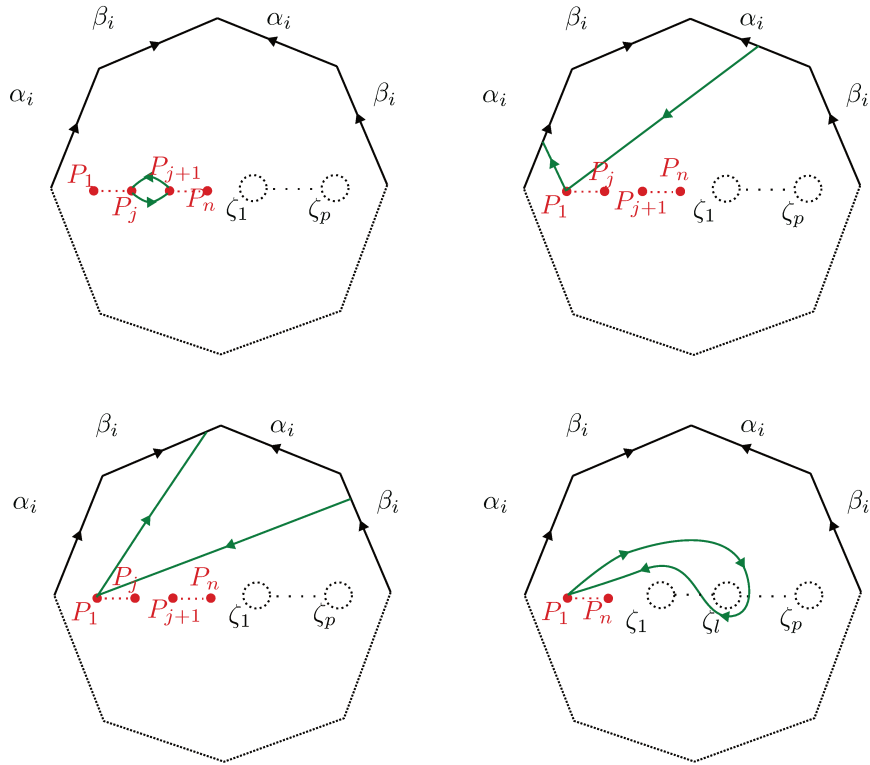 β_i α_i
α_i β_i
P_1 P_{j+1}
P_j P_n ζ_1 ζ_p
β_i α_i
α_i β_i
P_j P_n
P_1 P_{j+1} ζ_1 ζ_p
β_i α_i
α_i β_i
P_j P_n
P_1 P_{j+1} ζ_1 ζ_p
β_i α_i
α_i β_i
P_1 P_n ζ_1 ζ_l ζ_p